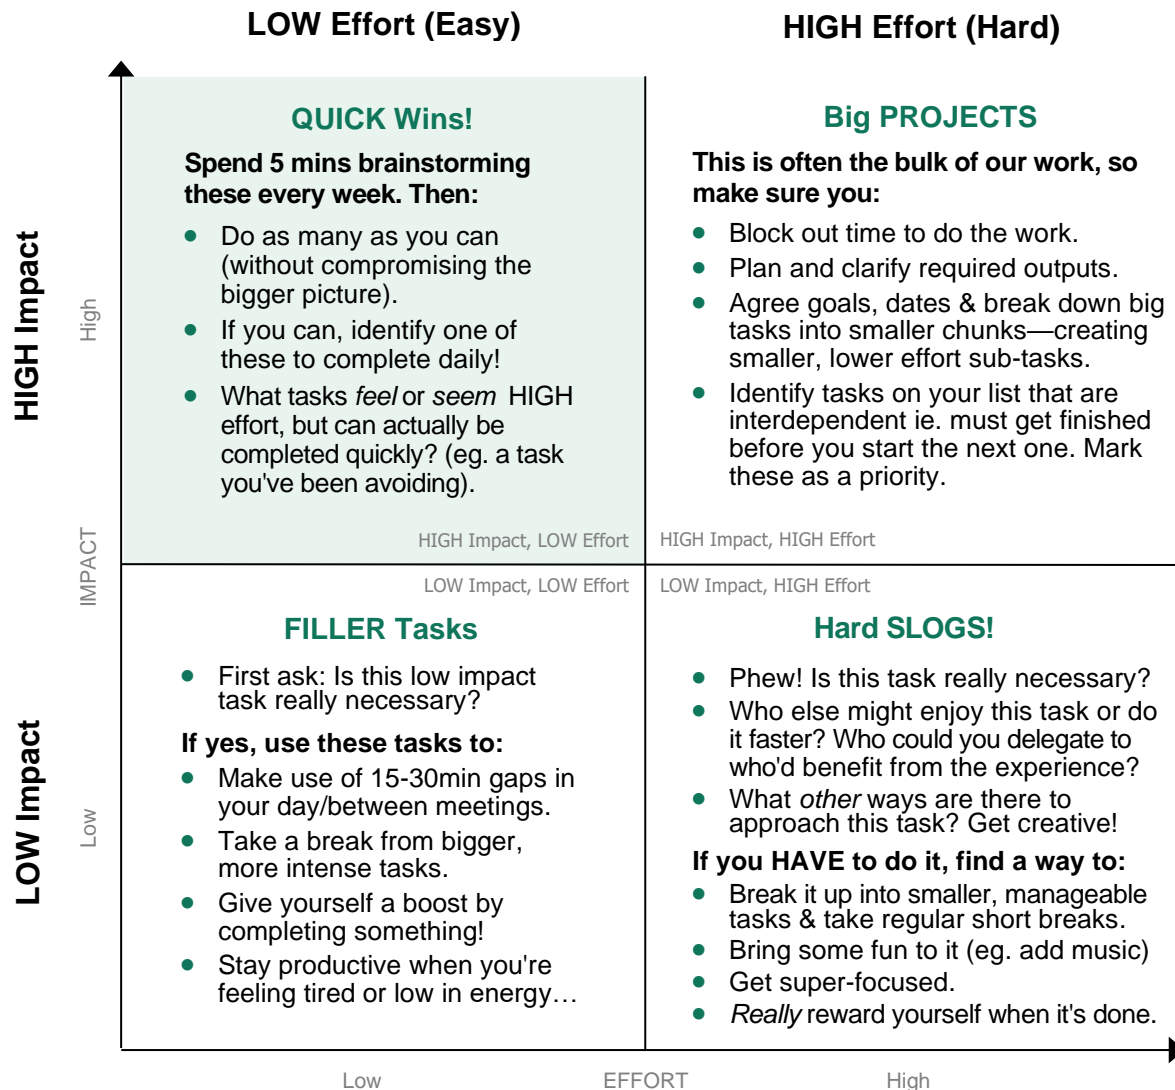 LOW Effort (Easy)
HIGH Effort (Hard)
HIGH Impact
High
QUICK Wins!
Spend 5 mins brainstorming
these every week. Then:
• Do as many as you can
(without compromising the
bigger picture).
• If you can, identify one of
these to complete daily!
• What tasks feel or seem HIGH
effort, but can actually be
completed quickly? (eg. a task
you've been avoiding).
HIGH Impact, LOW Effort
Big PROJECTS
This is often the bulk of our work, so
make sure you:
• Block out time to do the work.
• Plan and clarify required outputs.
• Agree goals, dates & break down big
tasks into smaller chunks—creating
smaller, lower effort sub-tasks.
• Identify tasks on your list that are
interdependent ie. must get finished
before you start the next one. Mark
these as a priority.
HIGH Impact, HIGH Effort
IMPACT
LOW Impact
Low
LOW Impact, LOW Effort
FILLER Tasks
• First ask: Is this low impact
task really necessary?
If yes, use these tasks to:
• Make use of 15-30min gaps in
your day/between meetings.
• Take a break from bigger,
more intense tasks.
• Give yourself a boost by
completing something!
• Stay productive when you're
feeling tired or low in energy…
LOW Impact, HIGH Effort
Hard SLOGS!
• Phew! Is this task really necessary?
• Who else might enjoy this task or do
it faster? Who could you delegate to
who'd benefit from the experience?
• What other ways are there to
approach this task? Get creative!
If you HAVE to do it, find a way to:
• Break it up into smaller, manageable
tasks & take regular short breaks.
• Bring some fun to it (eg. add music)
• Get super-focused.
• Really reward yourself when it's done.
Low
EFFORT
High